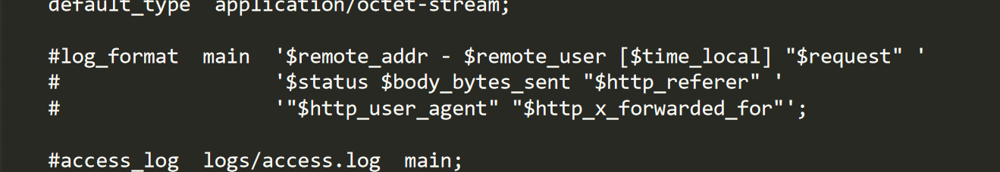 default_type  application/octet-stream;
#log_format  main  '$remote_addr - $remote_user [$time_local] "$request" '
#                  '$status $body_bytes_sent "$http_referer" '
#                  '"$http_user_agent" "$http_x_forwarded_for"';
#access_log  logs/access.log  main;